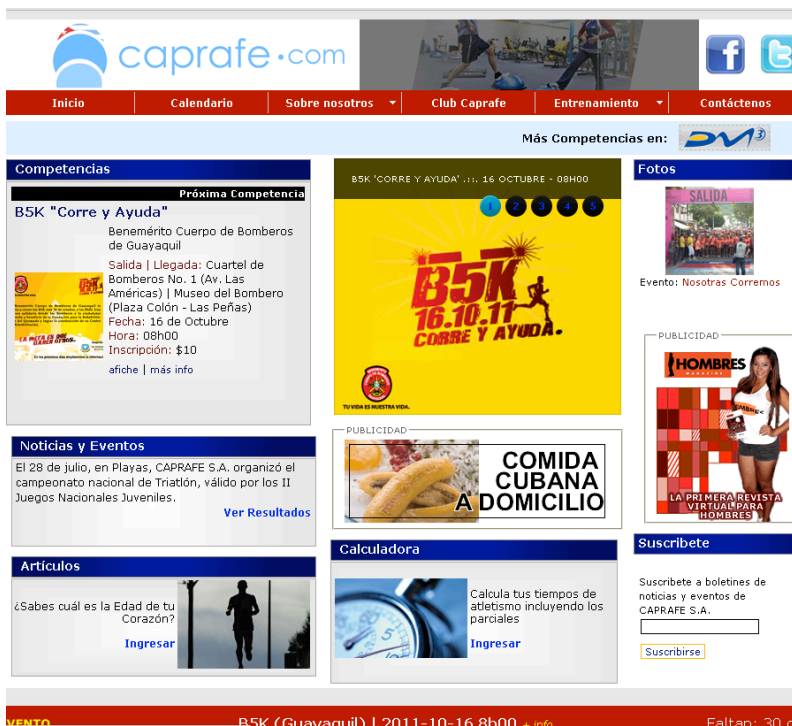 caprafe.com
Inicio
Calendario
Sobre nosotros
Club Caprafe
Entrenamiento
Contáctenos
Más Competencias en:
DM3
Competencias
Próxima Competencia
B5K "Corre y Ayuda"
Benemérito Cuerpo de Bomberos
de Guayaquil
Salida | Llegada: Cuartel de
Bomberos No. 1 (Av. Las
Américas) | Museo del Bombero
(Plaza Colón - Las Peñas)
Fecha: 16 de Octubre
Hora: 08h00
Inscripción: $10
afiche | más info
B5K 'CORRE Y AYUDA' .::. 16 OCTUBRE - 08H00
1 2 3 4 5
B5K
16.10.11
CORRE Y AYUDA.
TU VIDA ES NUESTRA VIDA.
Fotos
SALIDA
Evento: Nosotras Corremos
PUBLICIDAD
HOMBRES
LA PRIMERA REVISTA
VIRTUAL PARA
HOMBRES
Noticias y Eventos
El 28 de julio, en Playas, CAPRAFE S.A. organizó el
campeonato nacional de Triatlón, válido por los II
Juegos Nacionales Juveniles.
Ver Resultados
PUBLICIDAD
COMIDA
CUBANA
A DOMICILIO
Artículos
¿Sabes cuál es la Edad de tu
Corazón?
Ingresar
Calculadora
Calcula tus tiempos de
atletismo incluyendo los
parciales
Ingresar
Suscribete
Suscribete a boletines de
noticias y eventos de
CAPRAFE S.A.
Suscribirse
VENTO
B5K (Guayaquil) | 2011-10-16 8h00 + info
Faltan: 30